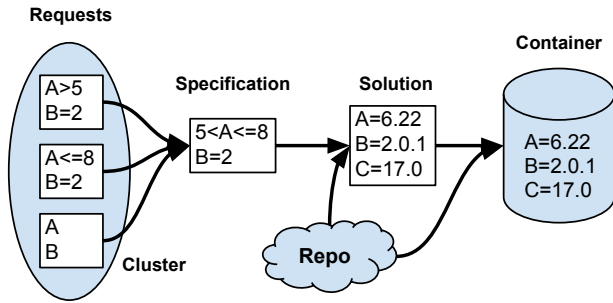 Requests
A>5
B=2
A<=8
B=2
A
B
Cluster
Specification
5<A<=8
B=2
Solution
A=6.22
B=2.0.1
C=17.0
Repo
Container
A=6.22
B=2.0.1
C=17.0